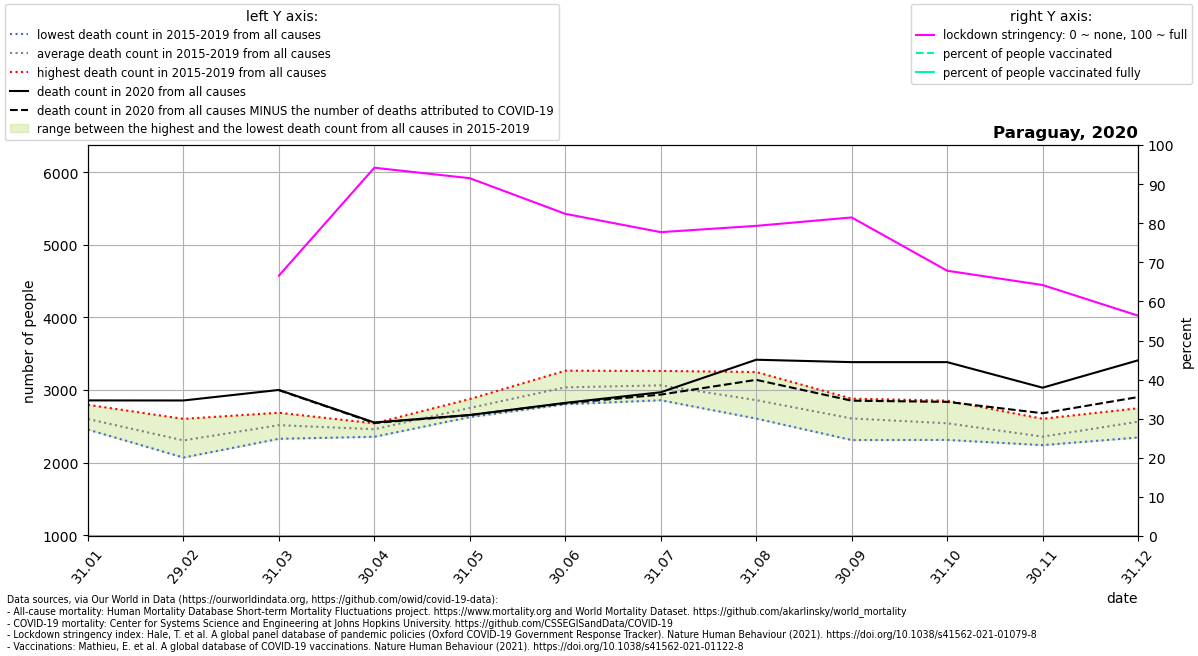 left Y axis:
lowest death count in 2015-2019 from all causes
average death count in 2015-2019 from all causes
highest death count in 2015-2019 from all causes
death count in 2020 from all causes
death count in 2020 from all causes MINUS the number of deaths attributed to COVID-19
range between the highest and the lowest death count from all causes in 2015-2019
right Y axis:
lockdown stringency: 0 ~ none, 100 ~ full
percent of people vaccinated
percent of people vaccinated fully
Paraguay, 2020
number of people
6000
5000
4000
3000
2000
1000
100
90
80
70
60
50
40
30
20
10
0
percent
31.01
29.02
31.03
30.04
31.05
30.06
31.07
31.08
30.09
31.10
30.11
31.12
date
Data sources, via Our World in Data (https://ourworldindata.org, https://github.com/owid/covid-19-data):
- All-cause mortality: Human Mortality Database Short-term Mortality Fluctuations project. https://www.mortality.org and World Mortality Dataset. https://github.com/akarlinsky/world_mortality
- COVID-19 mortality: Center for Systems Science and Engineering at Johns Hopkins University. https://github.com/CSSEGISandData/COVID-19
- Lockdown stringency index: Hale, T. et al. A global panel database of pandemic policies (Oxford COVID-19 Government Response Tracker). Nature Human Behaviour (2021). https://doi.org/10.1038/s41562-021-01079-8
- Vaccinations: Mathieu, E. et al. A global database of COVID-19 vaccinations. Nature Human Behaviour (2021). https://doi.org/10.1038/s41562-021-01122-8